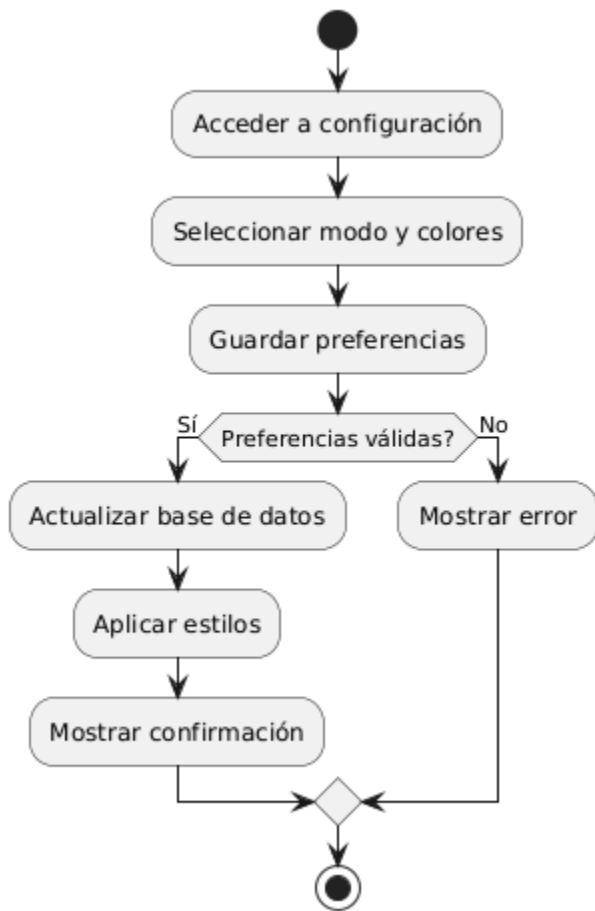 Acceder a configuración
Seleccionar modo y colores
Guardar preferencias
Sí
Preferencias válidas?
No
Actualizar base de datos
Mostrar error
Aplicar estilos
Mostrar confirmación